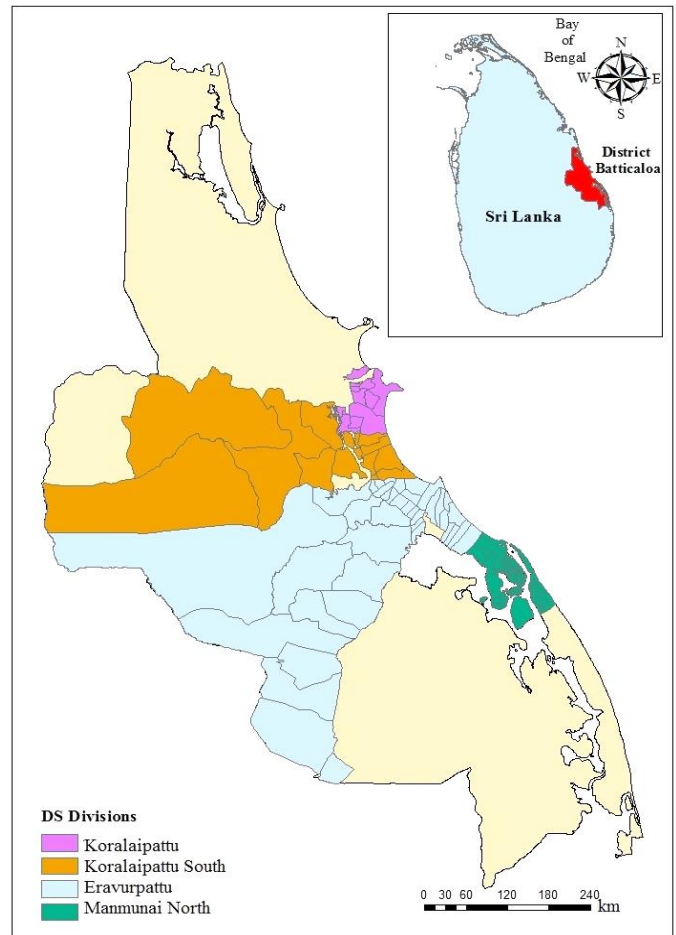 Bay
of
Bengal
N
W
E
S
District
Batticaloa
Sri Lanka
DS Divisions
Koralaipattu
Koralaipattu South
Eravurpattu
Manmunai North
0 30 60 120 180 240
km